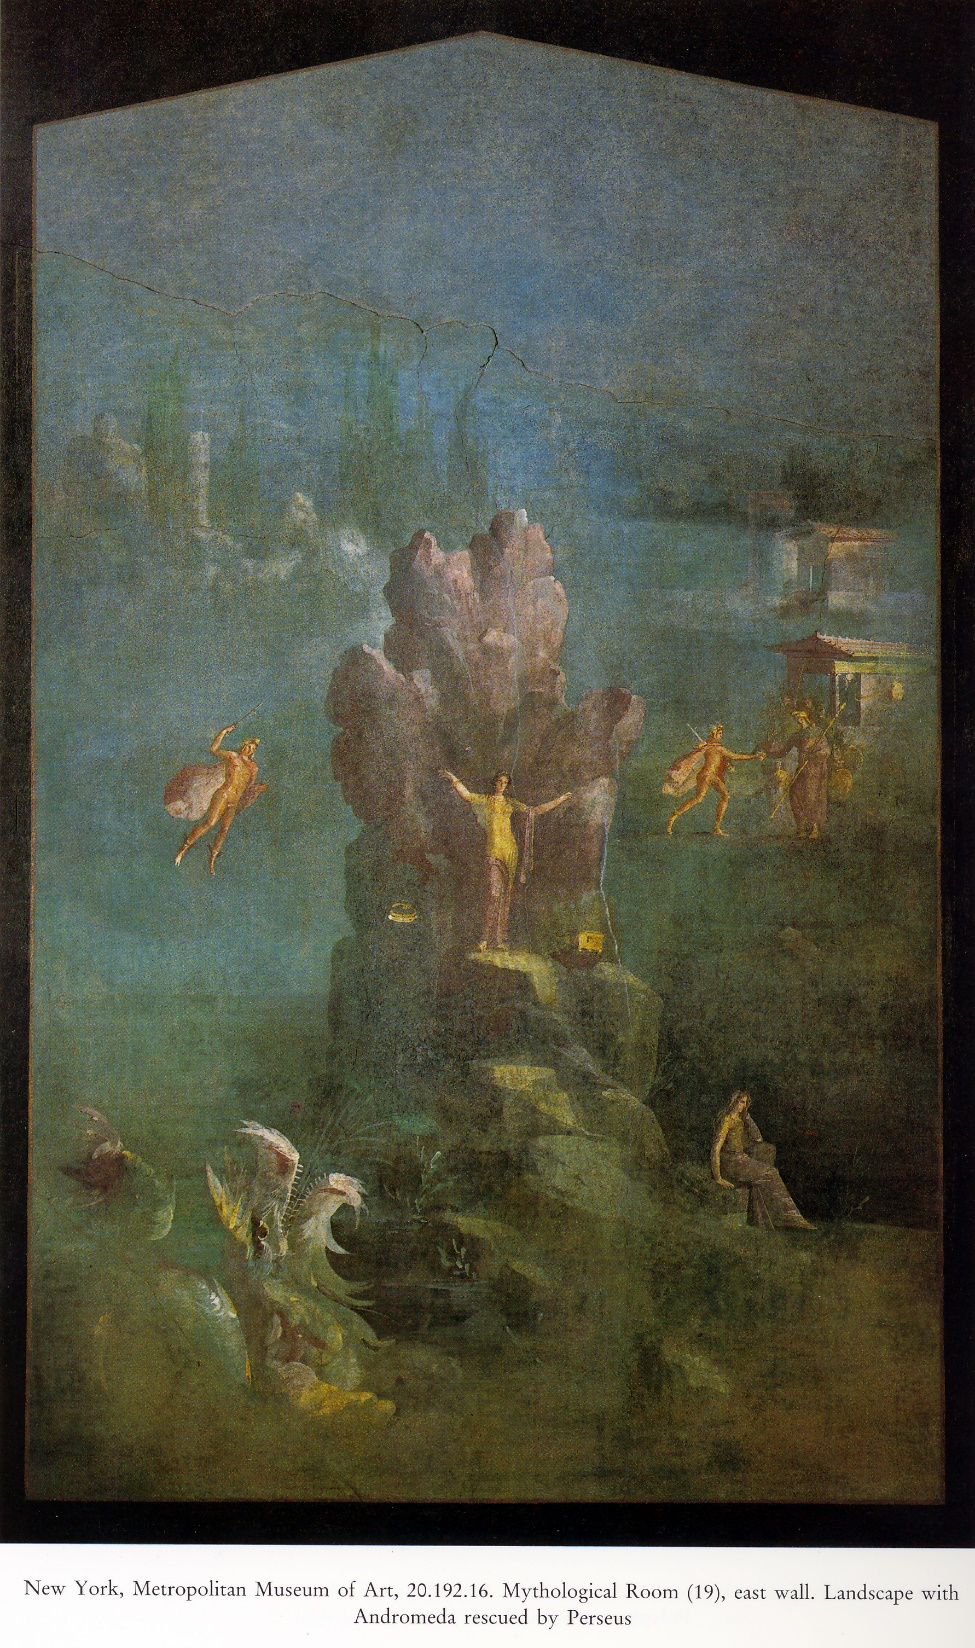 New York, Metropolitan Museum of Art, 20.192.16. Mythological Room (19), east wall. Landscape with
Andromeda rescued by Perseus